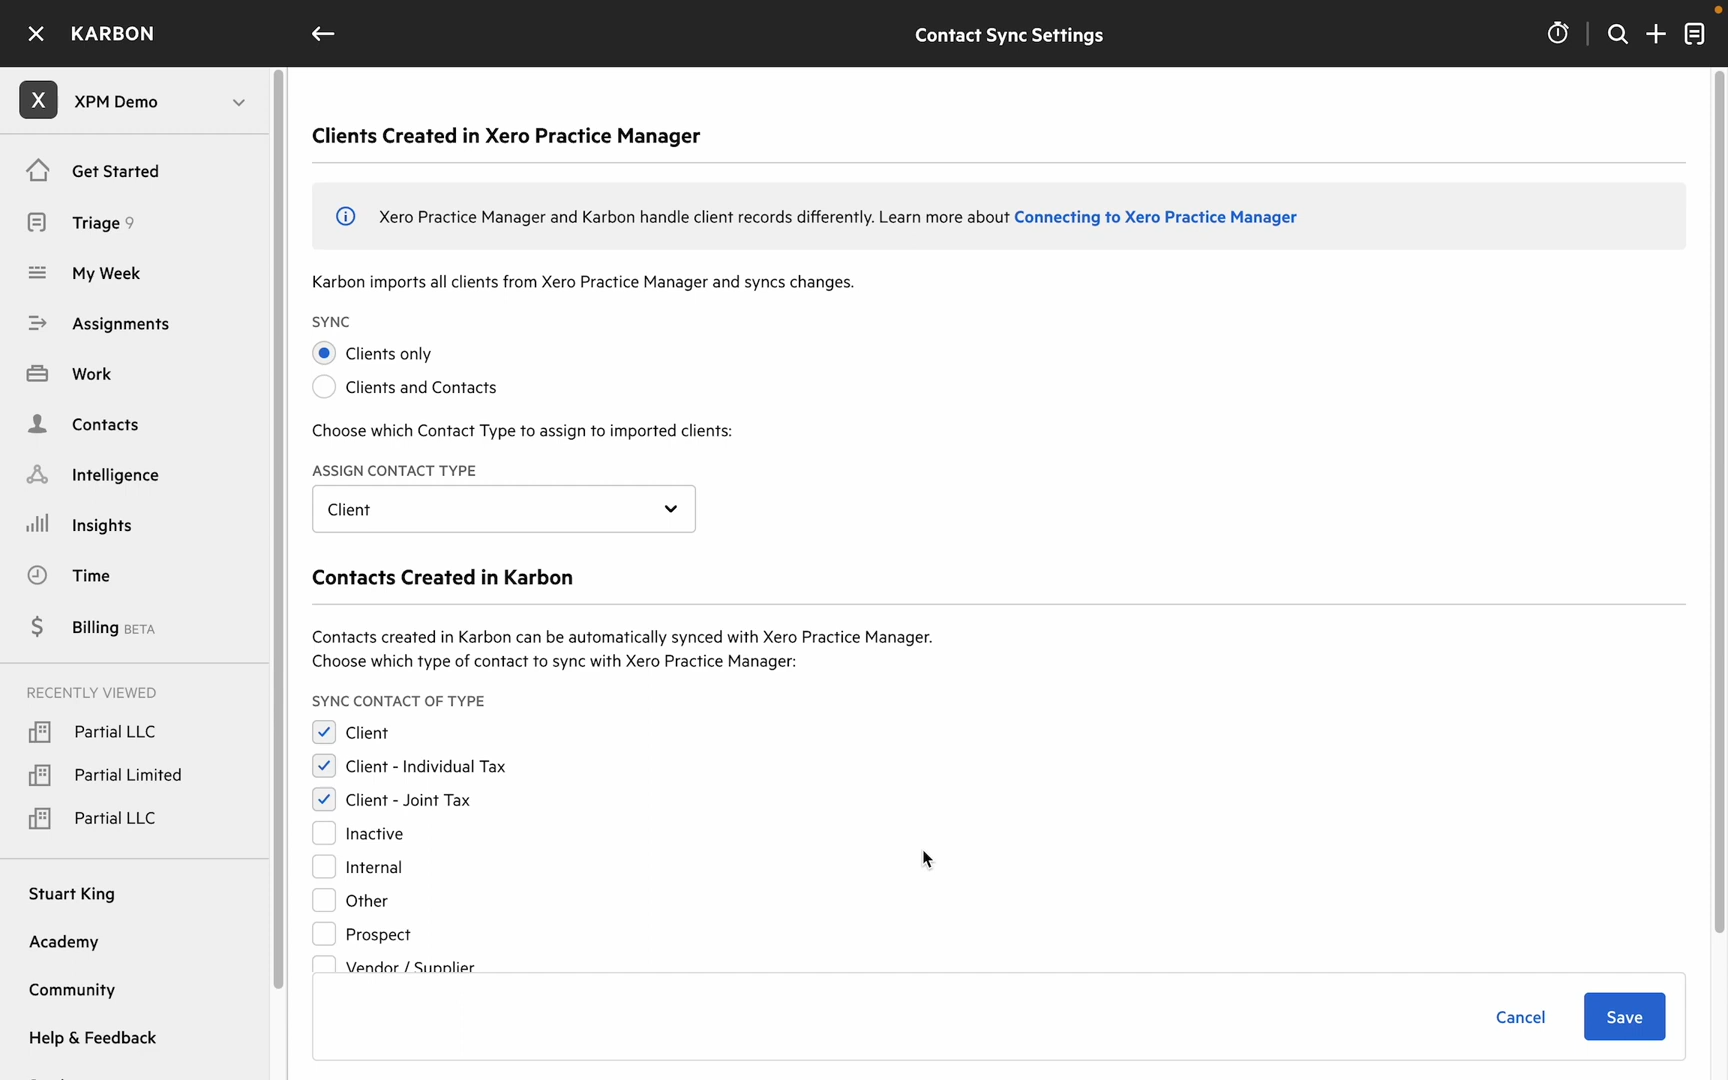 KARBON
Contact Sync Settings
X
XPM Demo
Get Started
Triage 9
My Week
Assignments
Work
Contacts
Intelligence
Insights
Time
Billing BETA
RECENTLY VIEWED
Partial LLC
Partial Limited
Partial LLC
Stuart King
Academy
Community
Help & Feedback
Clients Created in Xero Practice Manager
Xero Practice Manager and Karbon handle client records differently. Learn more about Connecting to Xero Practice Manager
Karbon imports all clients from Xero Practice Manager and syncs changes.
SYNC
Clients only
Clients and Contacts
Choose which Contact Type to assign to imported clients:
ASSIGN CONTACT TYPE
Client
Contacts Created in Karbon
Contacts created in Karbon can be automatically synced with Xero Practice Manager.
Choose which type of contact to sync with Xero Practice Manager:
SYNC CONTACT OF TYPE
Client
Client - Individual Tax
Client - Joint Tax
Inactive
Internal
Other
Prospect
Vendor / Supplier
Cancel
Save